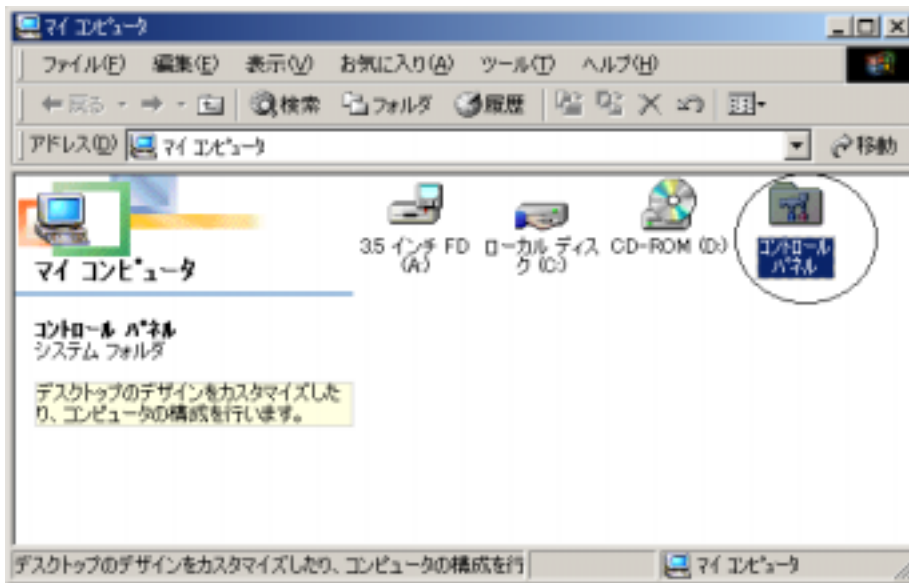 マイ コンピュータ
ファイル(F) 編集(E) 表示(V) お気に入り(A) ツール(T) ヘルプ(H)
戻る 検索 フォルダ 履歴
アドレス(D) マイ コンピュータ 移動
マイ コンピュータ
コントロール パネル
システム フォルダ
デスクトップのデザインをカスタマイズした
り、コンピュータの構成を行います。
3.5 インチ FD
(A:)
ローカル ディス
ク (C:)
CD-ROM (D:)
コントロール
パネル
デスクトップのデザインをカスタマイズしたり、コンピュータの構成を行
マイ コンピュータ